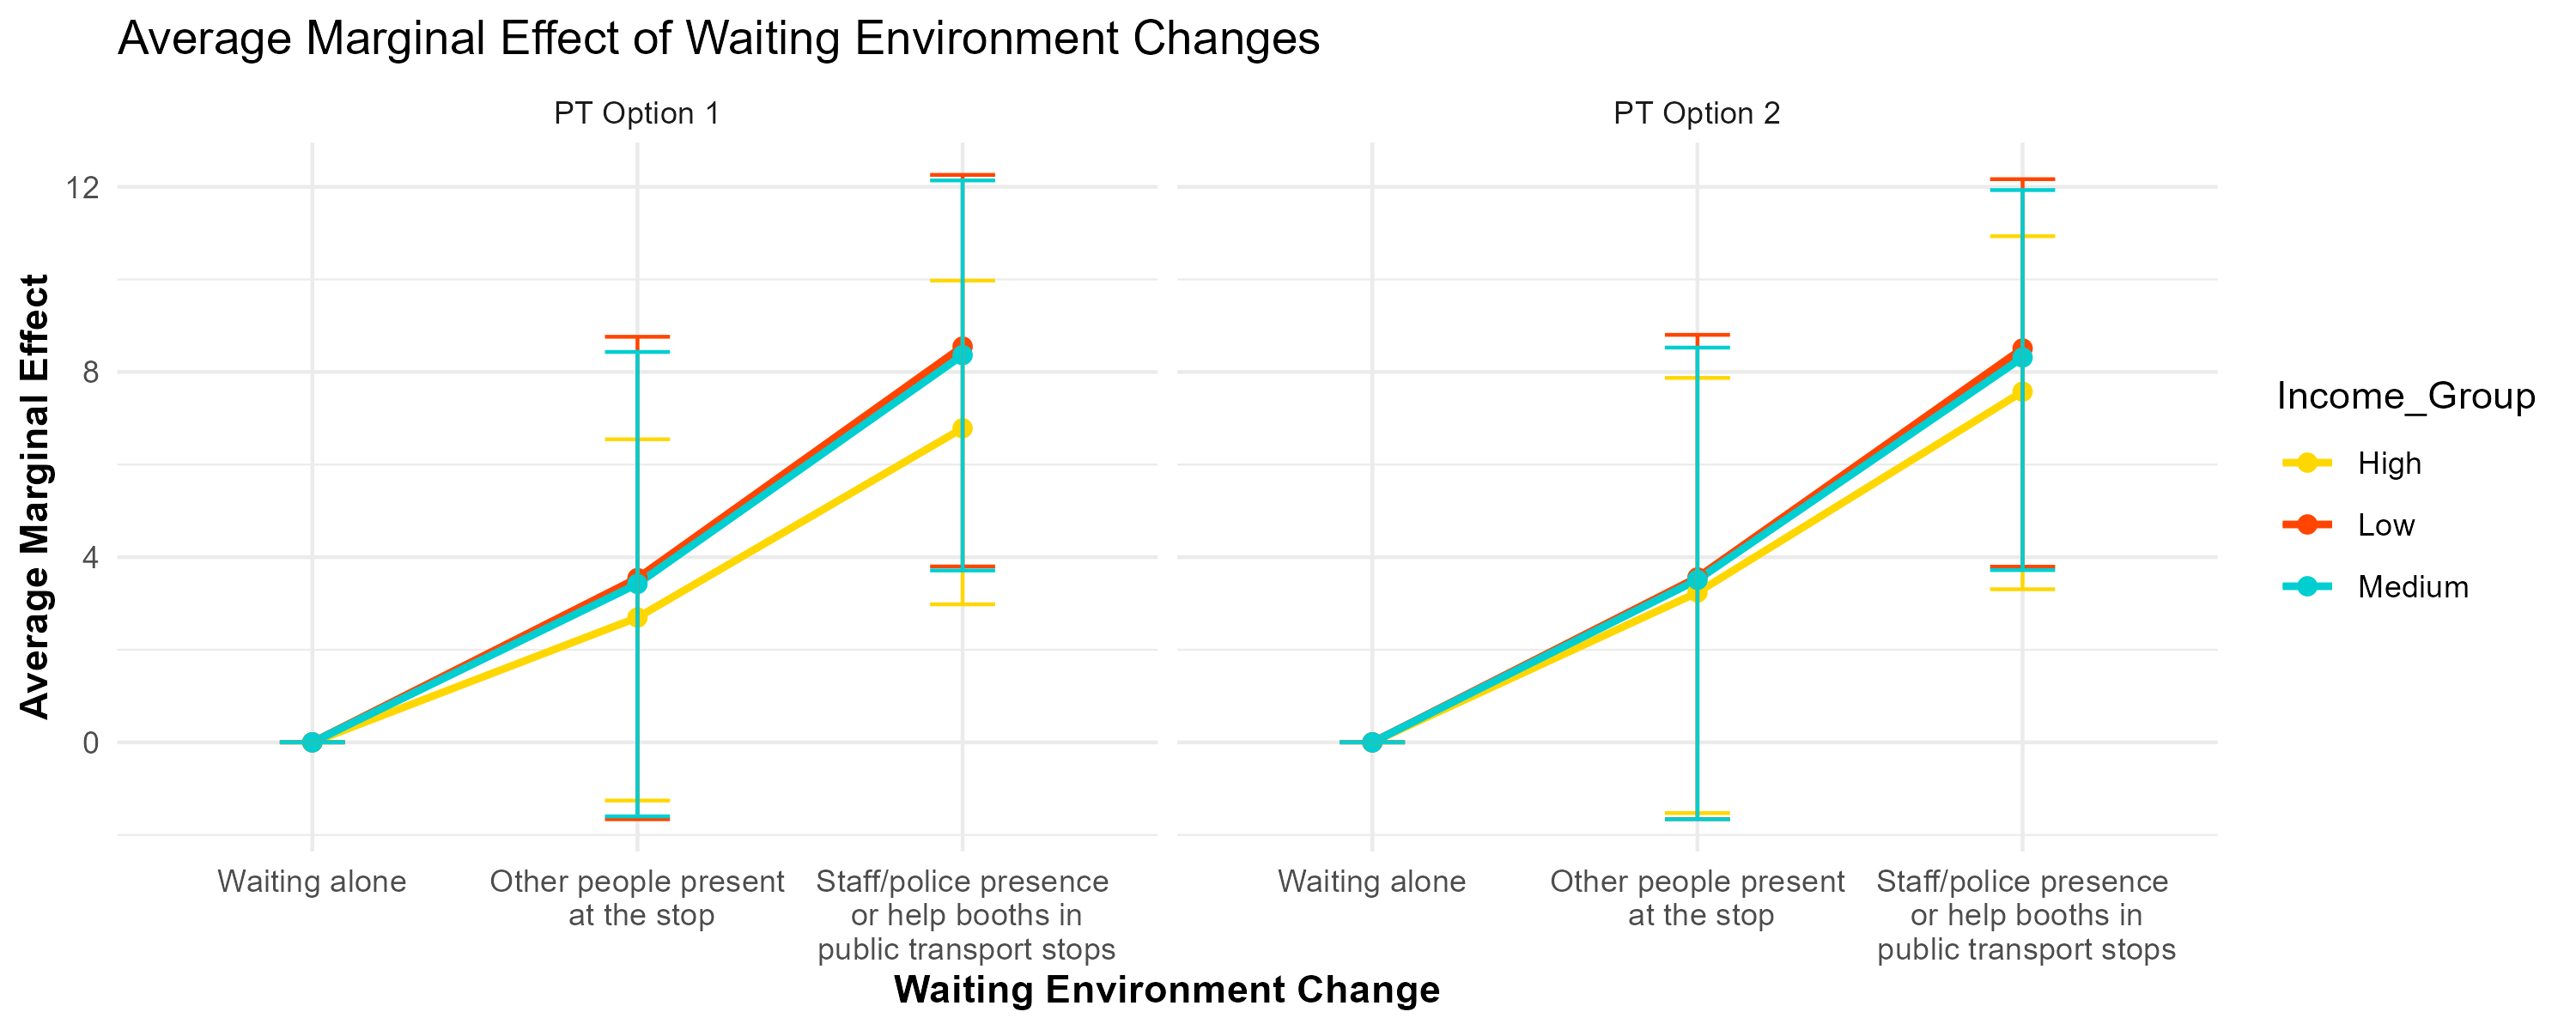 Average Marginal Effect of Waiting Environment Changes
PT Option 1
PT Option 2
12
8
4
0
Average Marginal Effect
Waiting alone
Other people present
at the stop
Staff/police presence
or help booths in
public transport stops
Waiting alone
Other people present
at the stop
Staff/police presence
or help booths in
public transport stops
Waiting Environment Change
Income_Group
High
Low
Medium